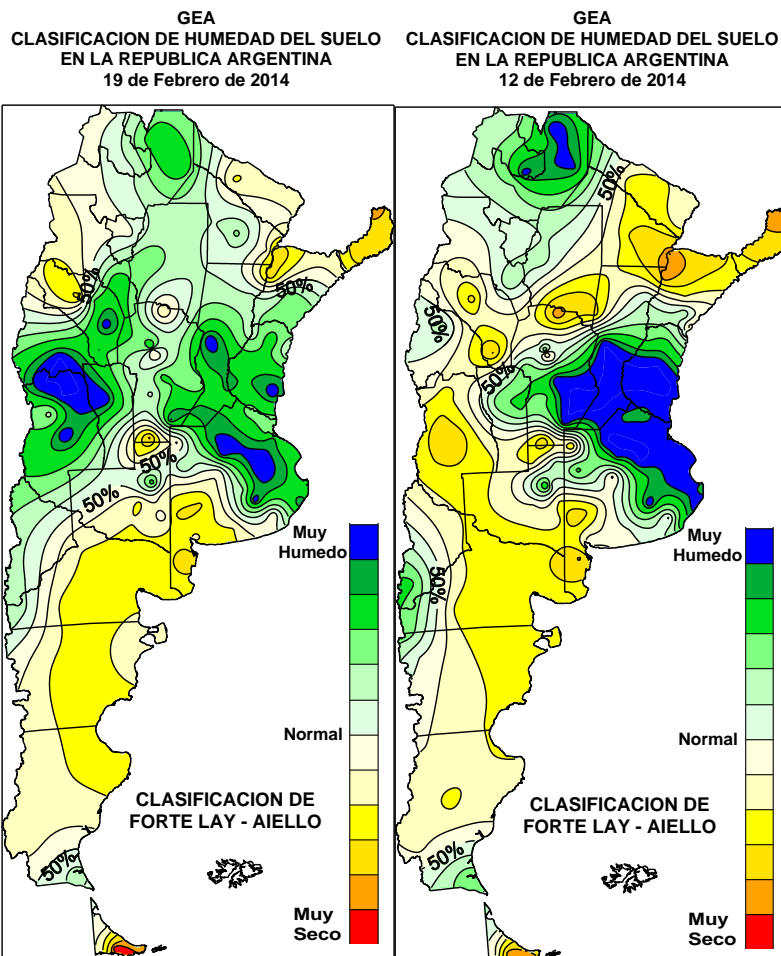 GEA
CLASIFICACION DE HUMEDAD DEL SUELO
EN LA REPUBLICA ARGENTINA
19 de Febrero de 2014
50%
50%
50%
50%
50%
50%
Muy
Humedo
Normal
Muy
Seco
CLASIFICACION DE
FORTE LAY - AIELLO
GEA
CLASIFICACION DE HUMEDAD DEL SUELO
EN LA REPUBLICA ARGENTINA
12 de Febrero de 2014
50%
50%
50%
50%
50%
Muy
Humedo
Normal
Muy
Seco
CLASIFICACION DE
FORTE LAY - AIELLO